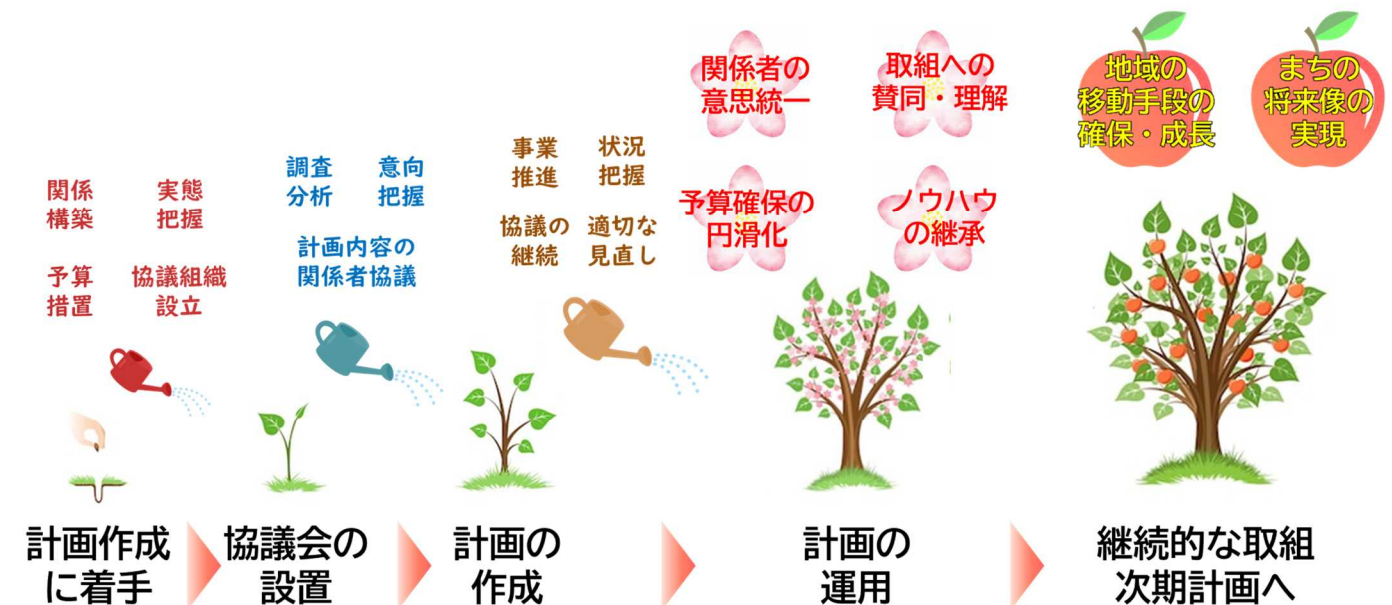 関係
構築
実態
把握
予算
措置
協議組織
設立
調査
分析
意向
把握
計画内容の
関係者協議
事業
推進
状況
把握
協議の
継続
適切な
見直し
関係者の
意思統一
取組への
賛同・理解
予算確保の
円滑化
ノウハウ
の継承
地域の
移動手段の
確保・成長
まちの
将来像の
実現
計画作成
に着手
協議会の
設置
計画の
作成
計画の
運用
継続的な取組
次期計画へ